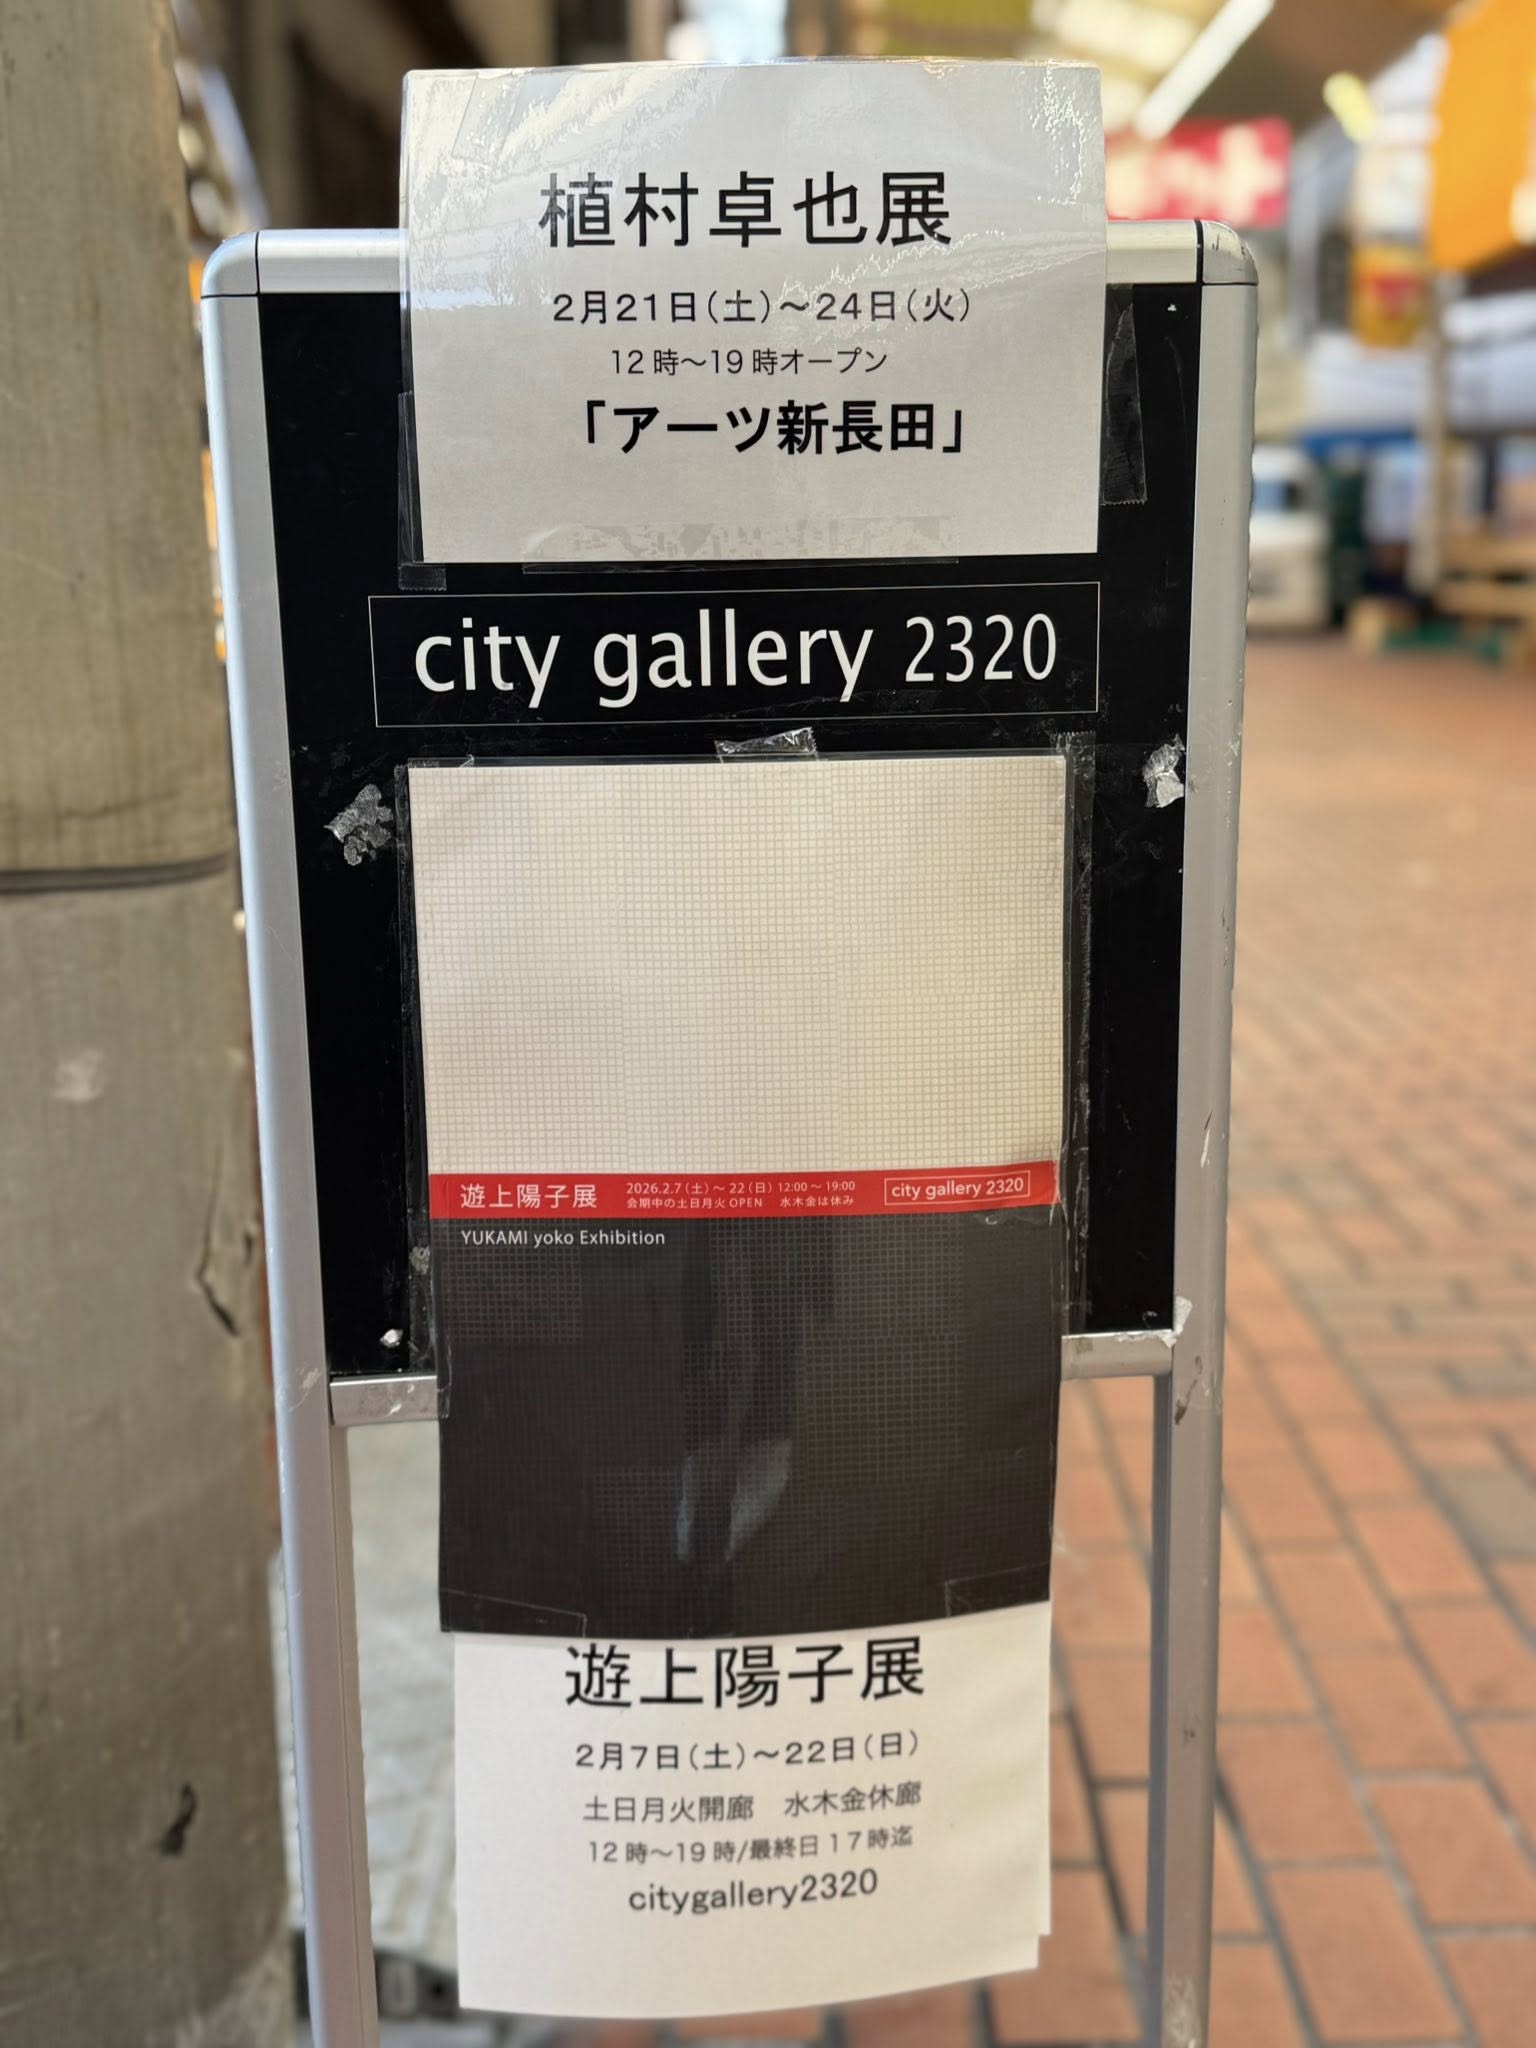 植村卓也展
2月21日(土)～24日(火)
12時～19時オープン
「アーツ新長田」
city gallery 2320
遊上陽子展
2026.2.7(土)～22(日) 12:00～19:00
会期中の土日月火OPEN 水木金は休み
city gallery 2320
YUKAMI yoko Exhibition
遊上陽子展
2月7日(土)～22日(日)
土日月火開廊 水木金休廊
12時～19時/最終日17時迄
citygallery2320